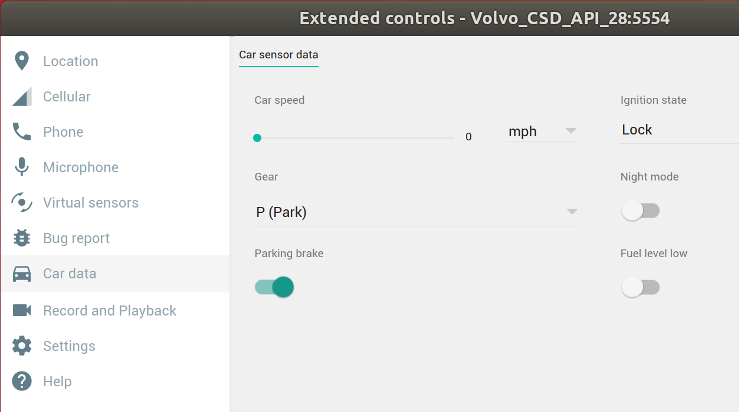 Extended controls - Volvo_CSD_API_28:5554
Location
Cellular
Phone
Microphone
Virtual sensors
Bug report
Car data
Record and Playback
Settings
Help
Car sensor data
Car speed
0
mph
Ignition state
Lock
Gear
P (Park)
Night mode
Parking brake
Fuel level low